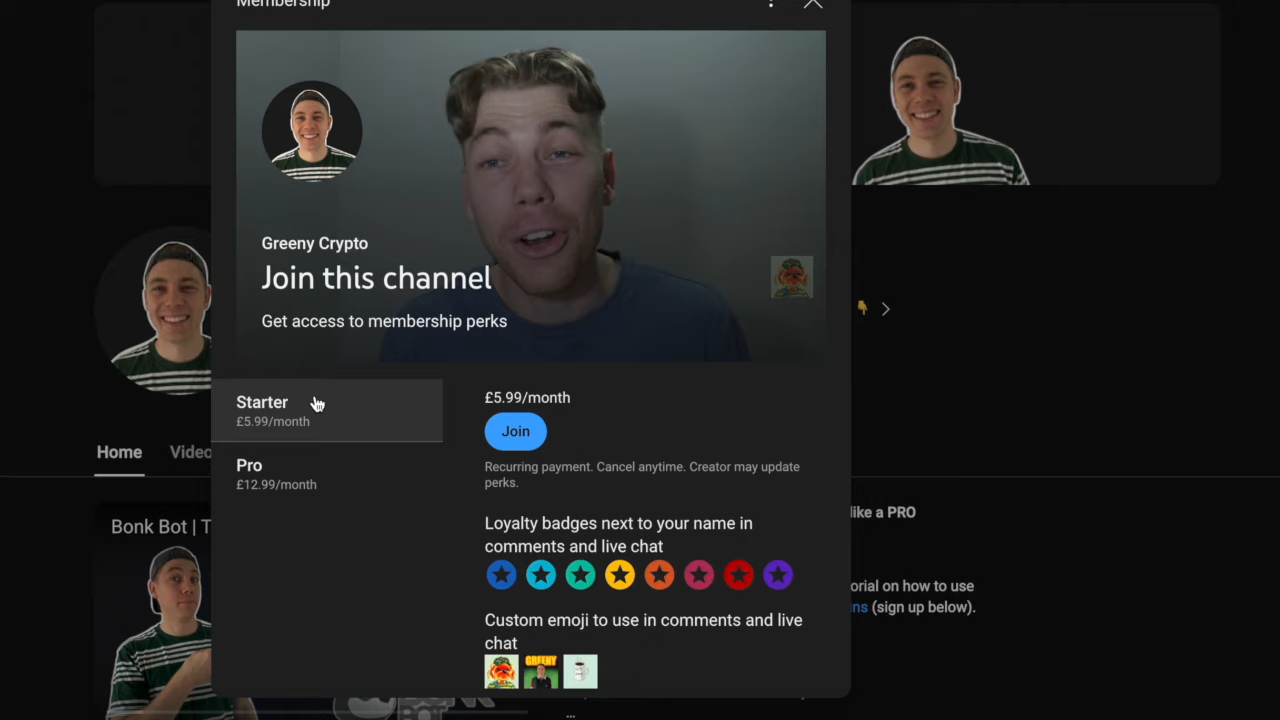 Membership
Greeny Crypto
Join this channel
Get access to membership perks
Starter
£5.99/month
Pro
£12.99/month
£5.99/month
Join
Recurring payment. Cancel anytime. Creator may update
perks.
Loyalty badges next to your name in
comments and live chat
Custom emoji to use in comments and live
chat
GREENY
Home
Video
Bonk Bot | T
like a PRO
orial on how to use
ns (sign up below).